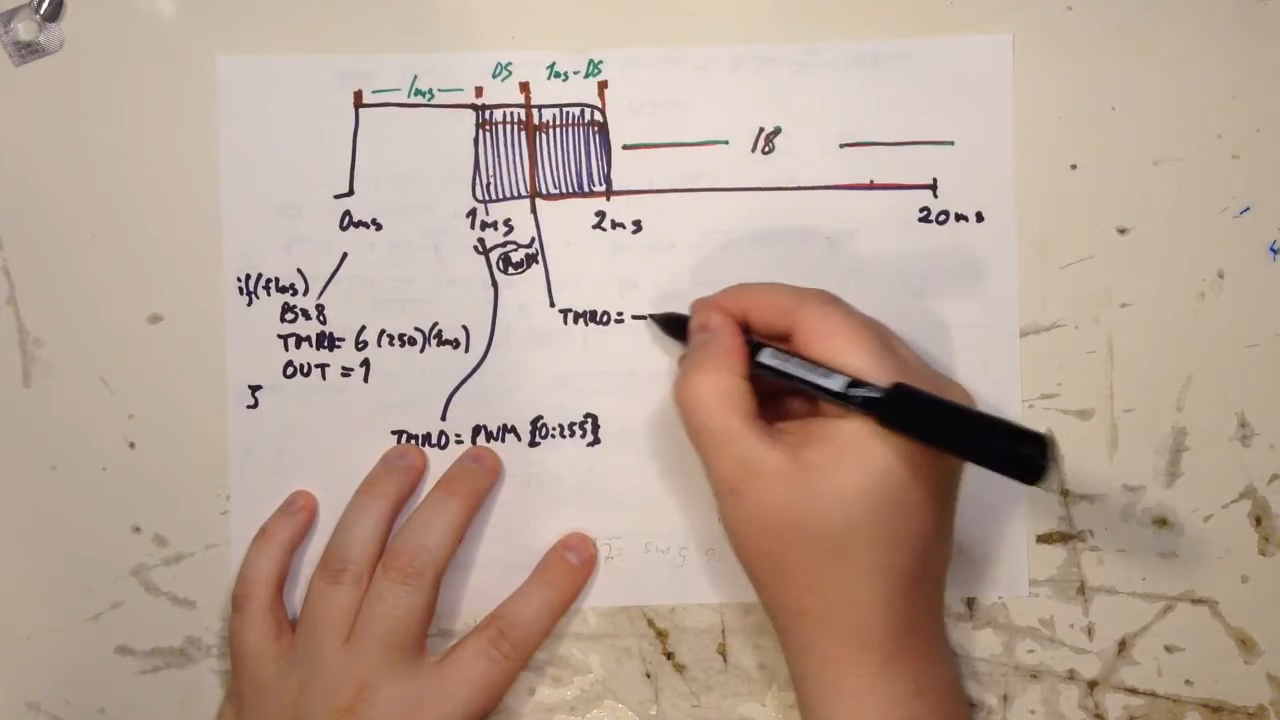 1ms DS 1ms-DS
18
0ms 1ms 2ms 20ms
PWM
if(flag)
PS=8
TMR0=
6 (250)(1ms)
OUT = 1
}
TMR0 = PWM [0:255]
TMR0= -